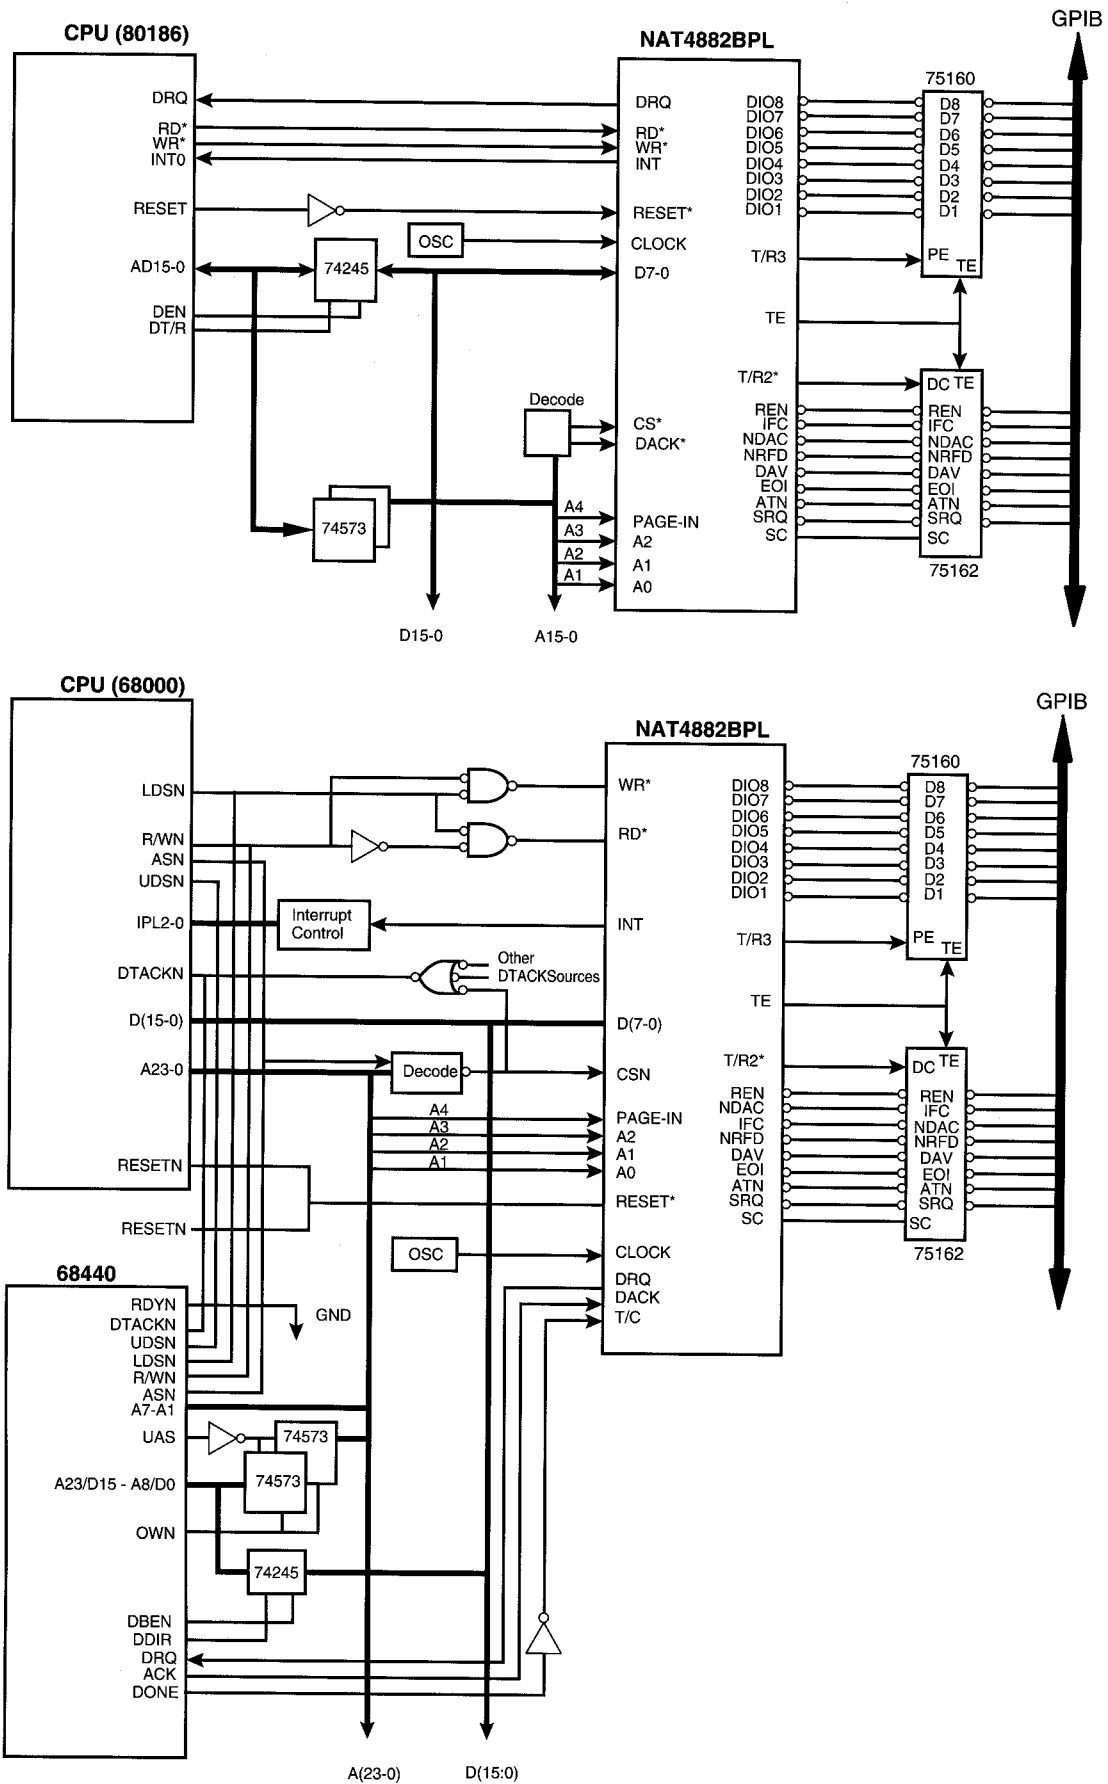 CPU (80186)
NAT4882BPL
GPIB
75160
DRQ
RD*
WR*
INT0
RESET
AD15-0
DEN
DT/R
OSC
74245
Decode
74573
A4
A3
A2
A1
D15-0
A15-0
DRQ
RD*
WR*
INT
RESET*
CLOCK
D7-0
CS*
DACK*
PAGE-IN
A2
A1
A0
DIO8
DIO7
DIO6
DIO5
DIO4
DIO3
DIO2
DIO1
T/R3
TE
T/R2*
REN
IFC
NDAC
NRFD
DAV
EOI
ATN
SRQ
SC
D8
D7
D6
D5
D4
D3
D2
D1
PE
TE
DC TE
REN
IFC
NDAC
NRFD
DAV
EOI
ATN
SRQ
SC
75162
CPU (68000)
NAT4882BPL
GPIB
75160
LDSN
R/WN
ASN
UDSN
IPL2-0
DTACKN
D(15-0)
A23-0
RESETN
RESETN
Interrupt
Control
Other
DTACKSources
Decode
A4
A3
A2
A1
OSC
WR*
RD*
INT
D(7-0)
CSN
PAGE-IN
A2
A1
A0
RESET*
CLOCK
DRQ
DACK
T/C
DIO8
DIO7
DIO6
DIO5
DIO4
DIO3
DIO2
DIO1
T/R3
TE
T/R2*
REN
NDAC
IFC
NRFD
DAV
EOI
ATN
SRQ
SC
D8
D7
D6
D5
D4
D3
D2
D1
PE
TE
DC TE
REN
IFC
NDAC
NRFD
DAV
EOI
ATN
SRQ
SC
75162
68440
RDYN
GND
DTACKN
UDSN
LDSN
R/WN
ASN
A7-A1
UAS
74573
A23/D15 - A8/D0
74573
OWN
74245
DBEN
DDIR
DRQ
ACK
DONE
A(23-0)
D(15:0)